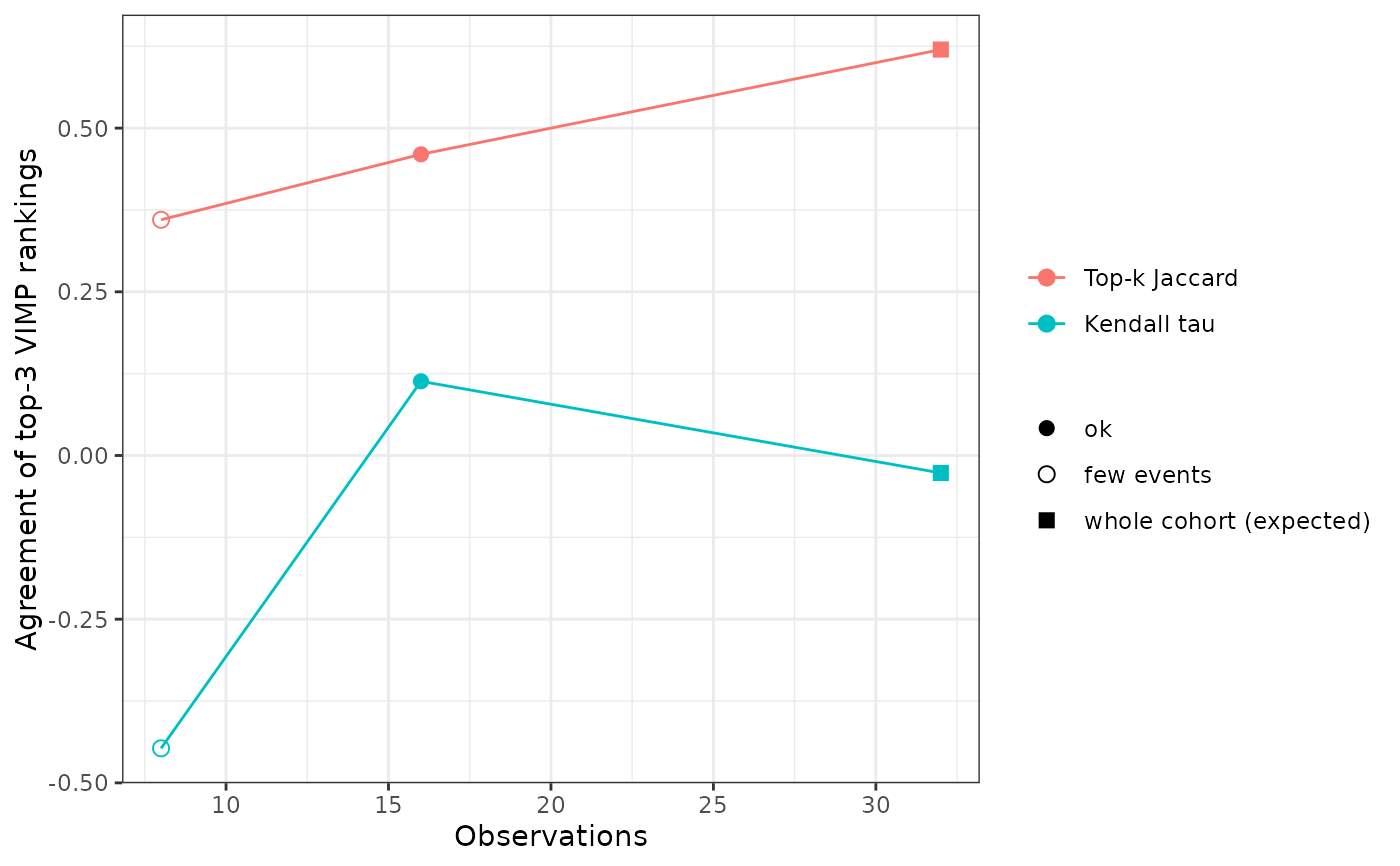 Agreement of top-3 VIMP rankings
0.50
0.25
0.00
-0.25
-0.50
10
15
20
25
30
Observations
Top-k Jaccard
Kendall tau
ok
few events
whole cohort (expected)